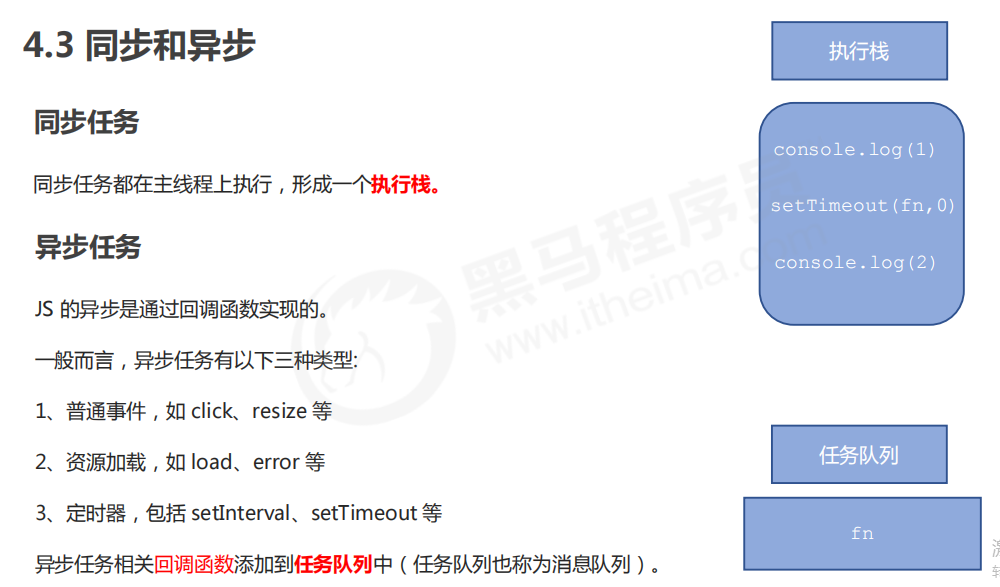 4.3 同步和异步
同步任务
同步任务都在主线程上执行，形成一个执行栈。
异步任务
JS 的异步是通过回调函数实现的。
一般而言，异步任务有以下三种类型:
1、普通事件，如 click、resize 等
2、资源加载，如 load、error 等
3、定时器，包括 setInterval、setTimeout 等
异步任务相关回调函数添加到任务队列中（任务队列也称为消息队列）。
执行栈
console.log(1)
setTimeout(fn,0)
console.log(2)
任务队列
fn
黑马程序员
www.itheima.com